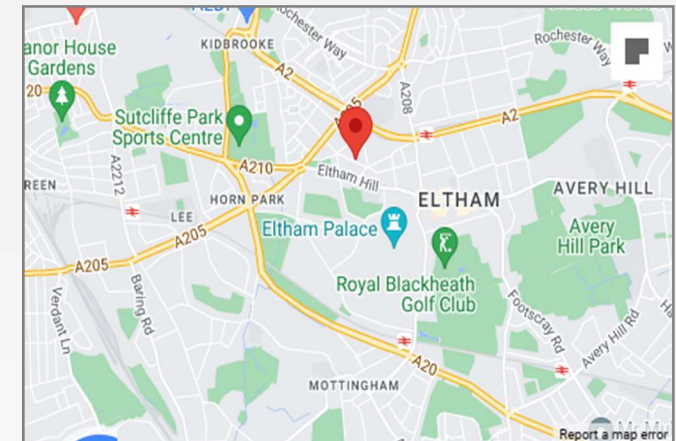 KIDBROOKE
Rochester Way
Rochester Way
anor House
Gardens
A2
A208
20
Sutcliffe Park
Sports Centre
A2
A210
Eltham Hill
A2212
REEN
HORN PARK
ELTHAM
AVERY HILL
LEE
Eltham Palace
Avery
Hill Park
A205
A205
Royal Blackheath
Golf Club
Verdant Ln
Baring Rd
Footscray Rd
Avery Hill Rd
A20
MOTTINGHAM
Report a map error